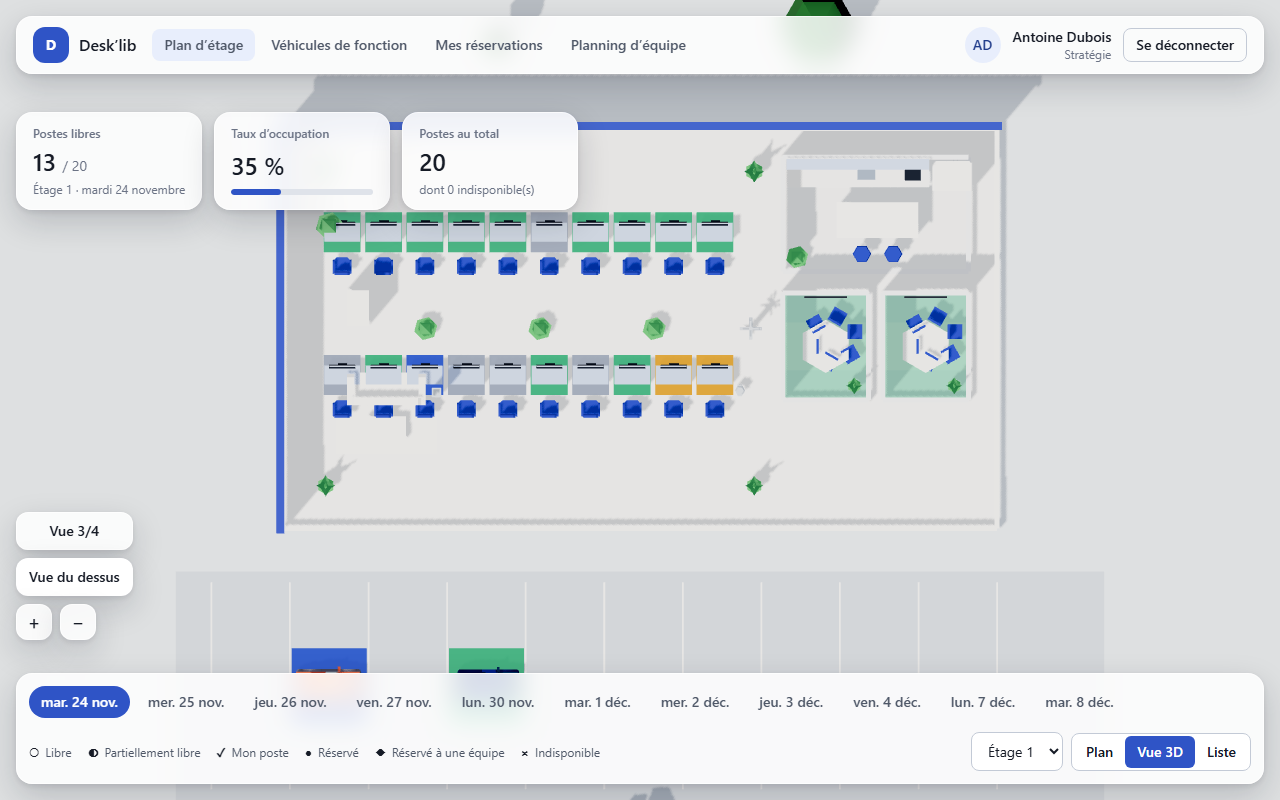 D Desk'lib Plan d'étage Véhicules de fonction Mes réservations Planning d'équipe AD Antoine Dubois Stratégie Se déconnecter
Postes libres
13 / 20
Étage 1 · mardi 24 novembre
Taux d'occupation
35 %
Postes au total
20
dont 0 indisponible(s)
Vue 3/4
Vue du dessus
+ −
mar. 24 nov. mer. 25 nov. jeu. 26 nov. ven. 27 nov. lun. 30 nov. mar. 1 déc. mer. 2 déc. jeu. 3 déc. ven. 4 déc. lun. 7 déc. mar. 8 déc.
Libre Partiellement libre Mon poste Réservé Réservé à une équipe Indisponible
Étage 1 Plan Vue 3D Liste